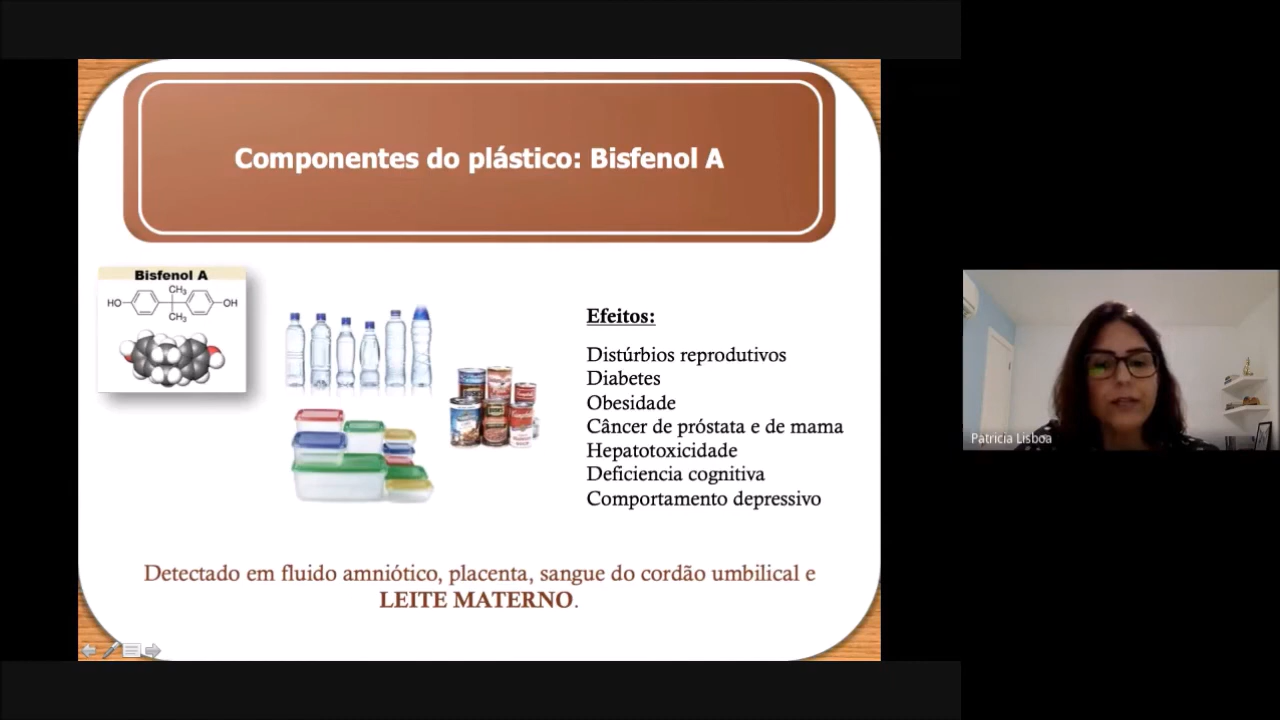 Componentes do plástico: Bisfenol A
Bisfenol A
CH₃
HO
OH
CH₃
Efeitos:
Distúrbios reprodutivos
Diabetes
Obesidade
Câncer de próstata e de mama
Hepatotoxicidade
Deficiencia cognitiva
Comportamento depressivo
Detectado em fluido amniótico, placenta, sangue do cordão umbilical e
LEITE MATERNO.
Patricia Lisboa